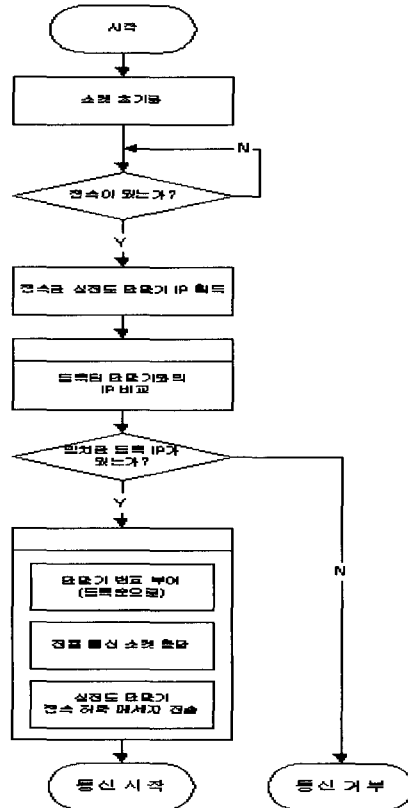 시작
소켓 초기화
N
접속이 있는가?
Y
접속한 심전도 단말기 IP 획득
등록된 단말기와의
IP 비교
일치한 등록 IP가
있는가?
Y
N
단말기 번호 부여
(등록순으로)
전용 통신 소켓 할당
심전도 단말기
접속 허락 메세지 전송
통신 시작
통신 거부